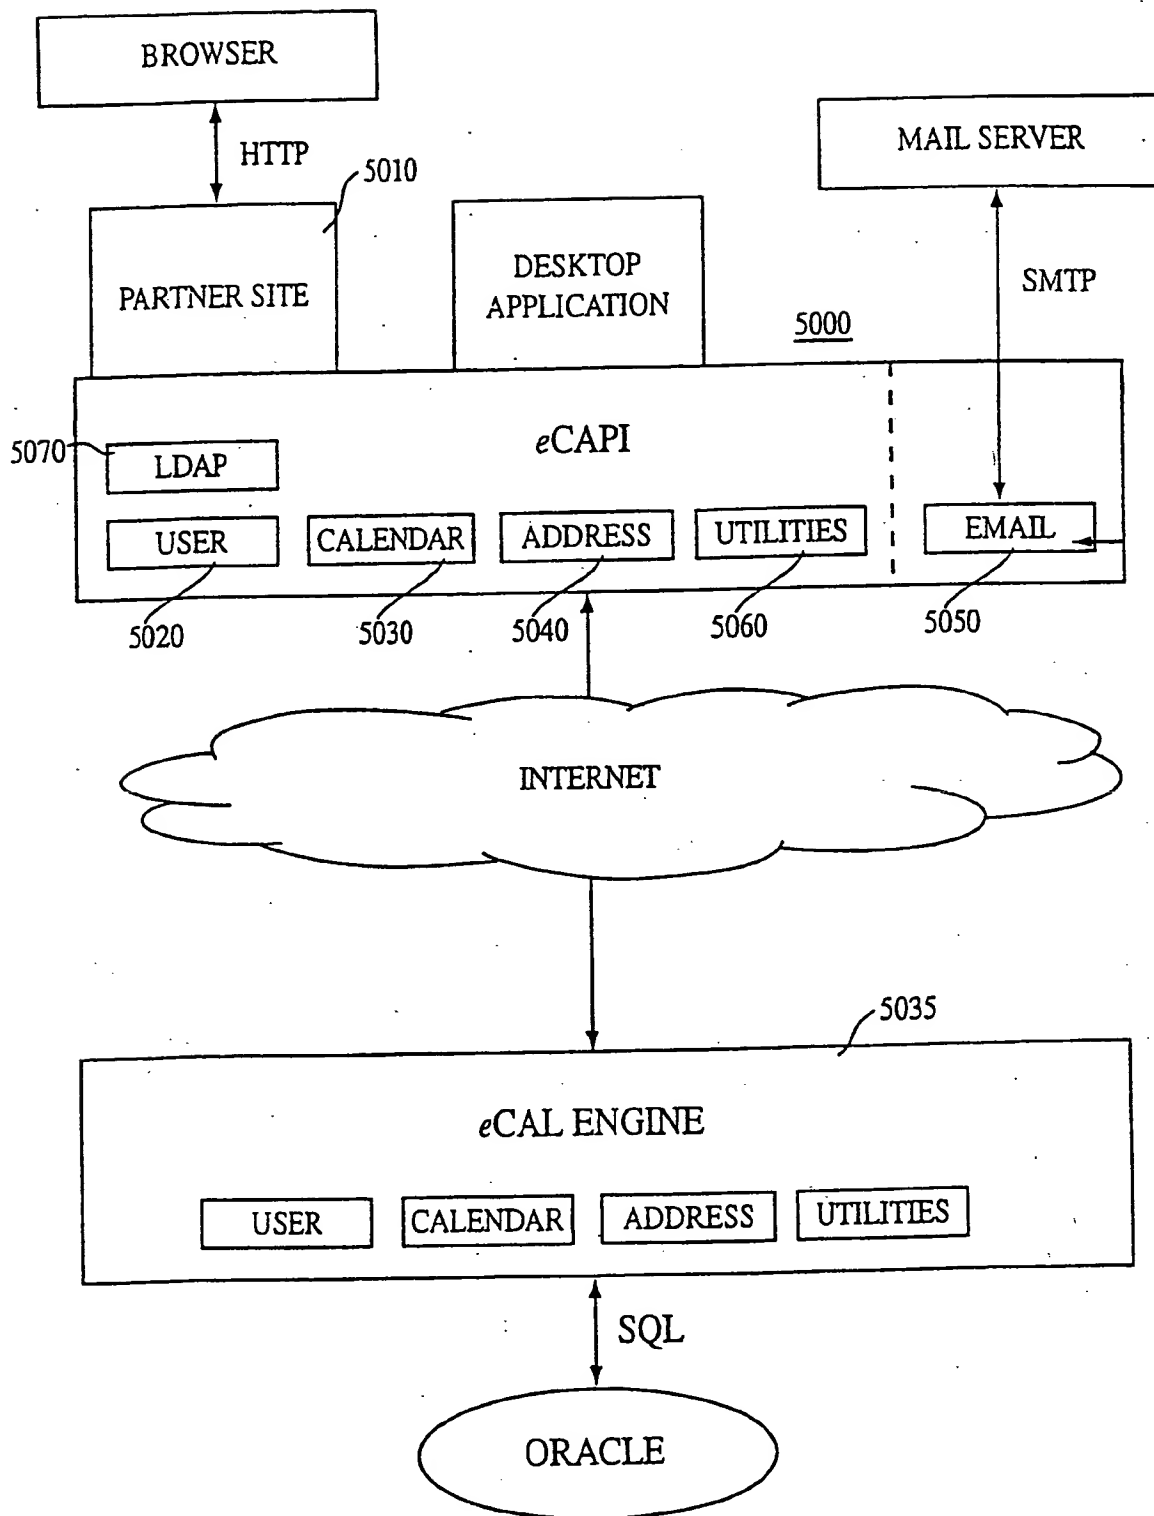 BROWSER
HTTP
5010
MAIL SERVER
PARTNER SITE
DESKTOP
APPLICATION
SMTP
5000
eCAPI
5070
LDAP
USER
CALENDAR
ADDRESS
UTILITIES
EMAIL
5020
5030
5040
5060
5050
INTERNET
5035
eCAL ENGINE
USER
CALENDAR
ADDRESS
UTILITIES
SQL
ORACLE